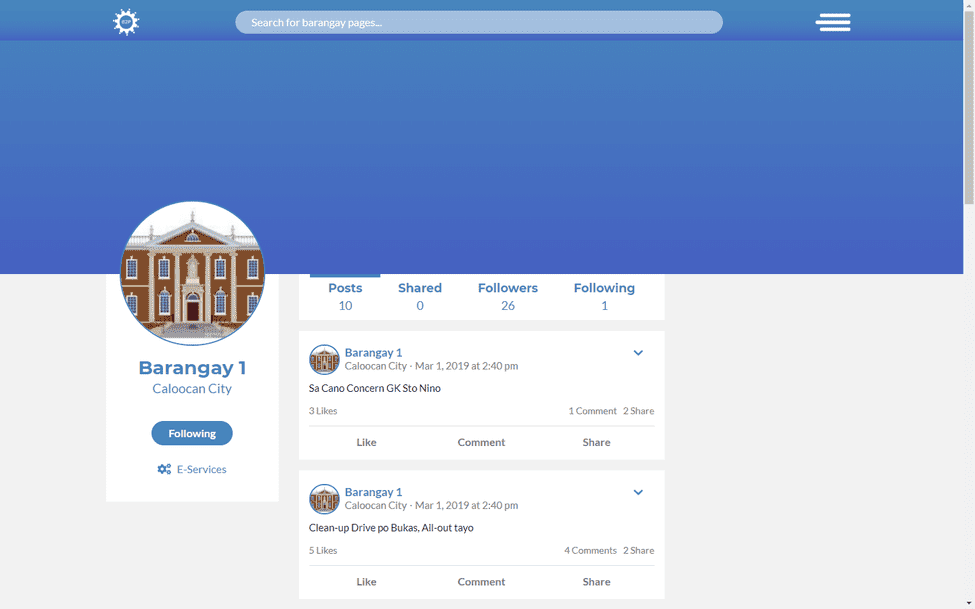 Search for barangay pages...
Barangay 1
Caloocan City
Following
E-Services
Posts Shared Followers Following
10 0 26 1
Barangay 1
Caloocan City - Mar 1, 2019 at 2:40 pm
Sa Cano Concern GK Sto Nino
3 Likes 1 Comment 2 Share
Like Comment Share
Barangay 1
Caloocan City - Mar 1, 2019 at 2:40 pm
Clean-up Drive po Bukas, All-out tayo
5 Likes 4 Comments 2 Share
Like Comment Share